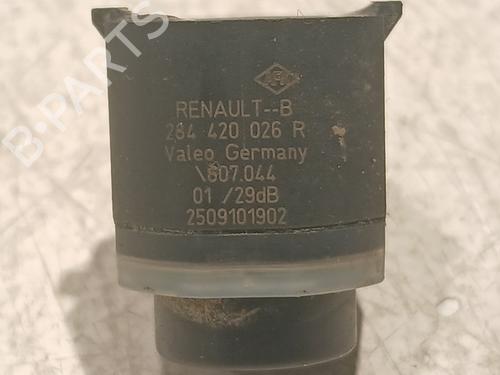 B-PARTS
RENAULT--B
284 420 026 R
Valeo Germany
\607.044
01 /29dB
2509101902